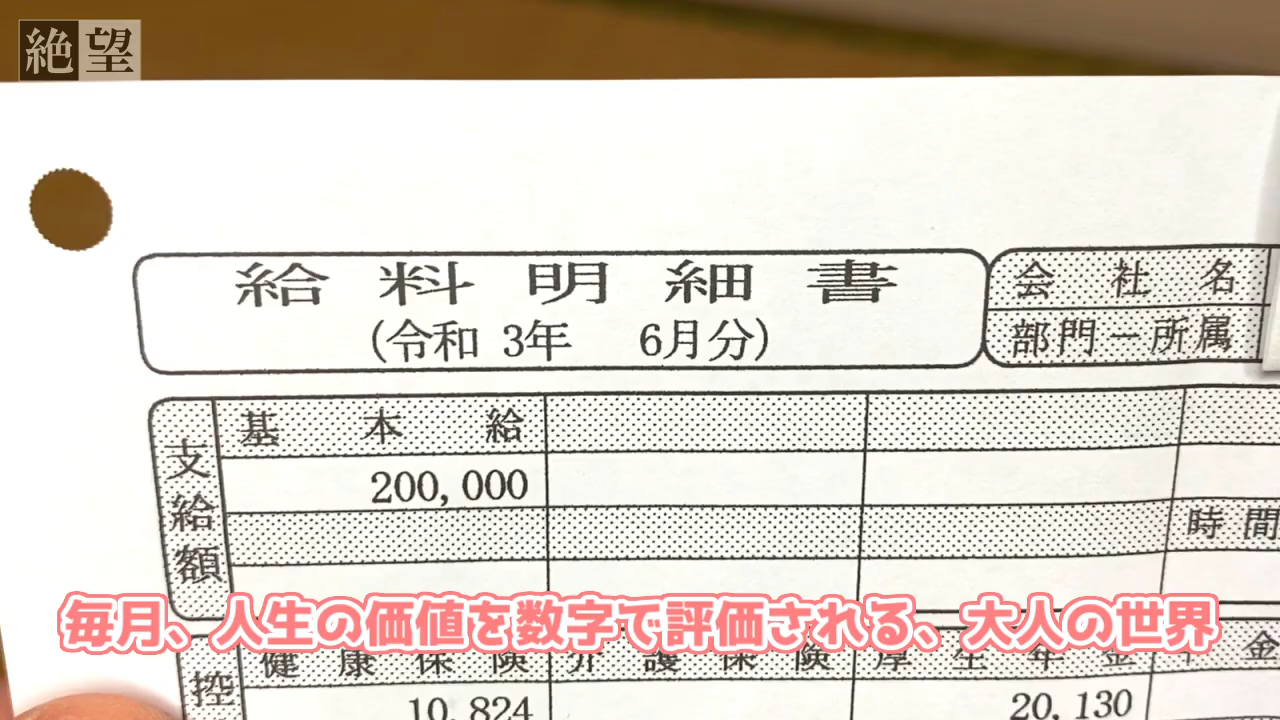 絶望
給料明細書
(令和 3年 6月分)
会社名
部門ー所属
支給額
基本給
200,000
時間
毎月、人生の価値を数字で評価される、大人の世界
控
健康保険 介護保険 厚生年金
10,824 20,130